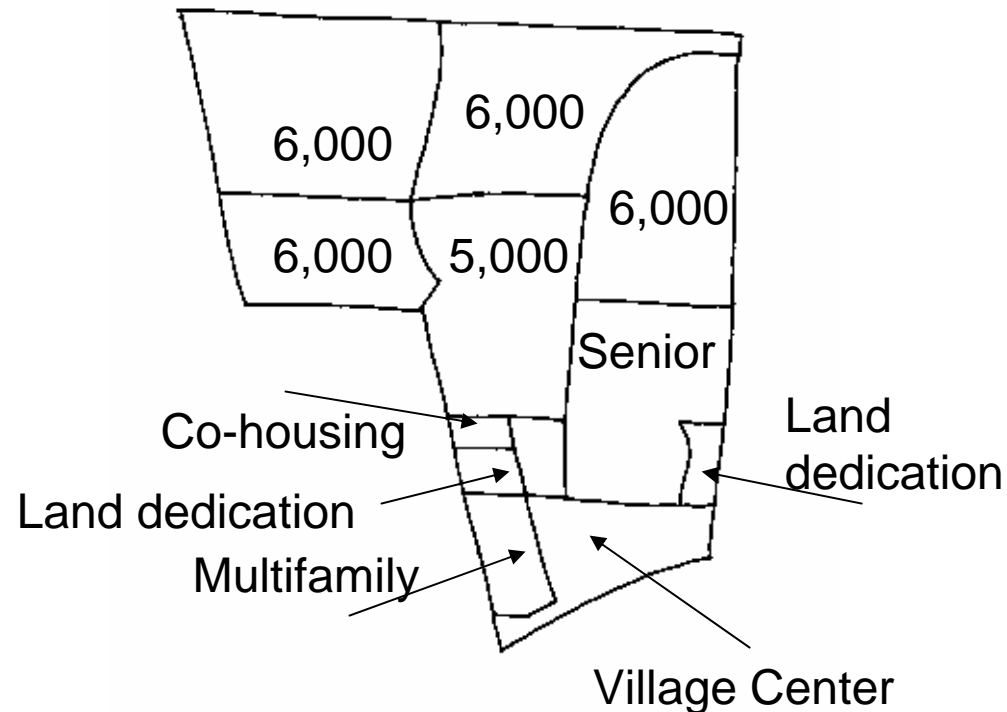 6,000
6,000
6,000
6,000
5,000
Senior
Co-housing
Land
dedication
Land dedication
Multifamily
Village Center